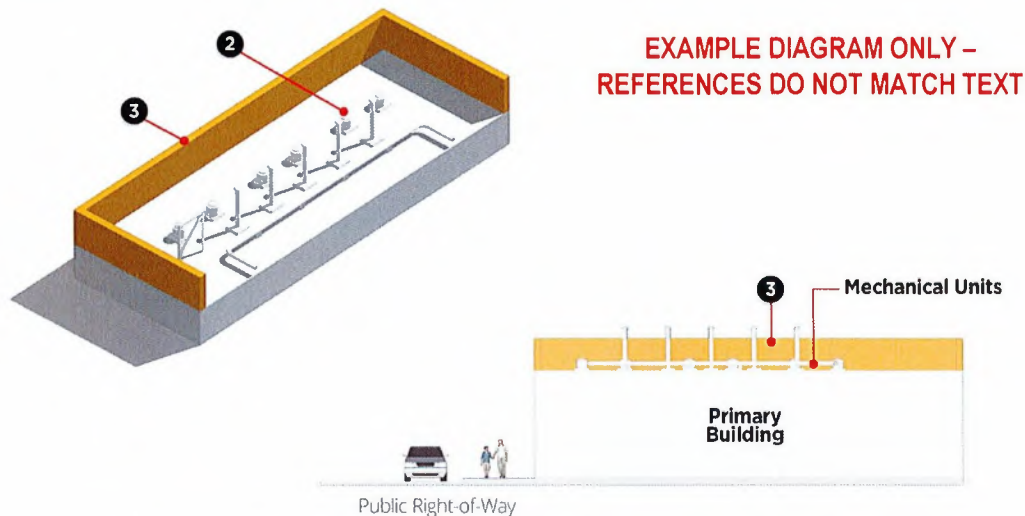 EXAMPLE DIAGRAM ONLY –
REFERENCES DO NOT MATCH TEXT
2
3
3
Mechanical Units
Primary
Building
Public Right-of-Way